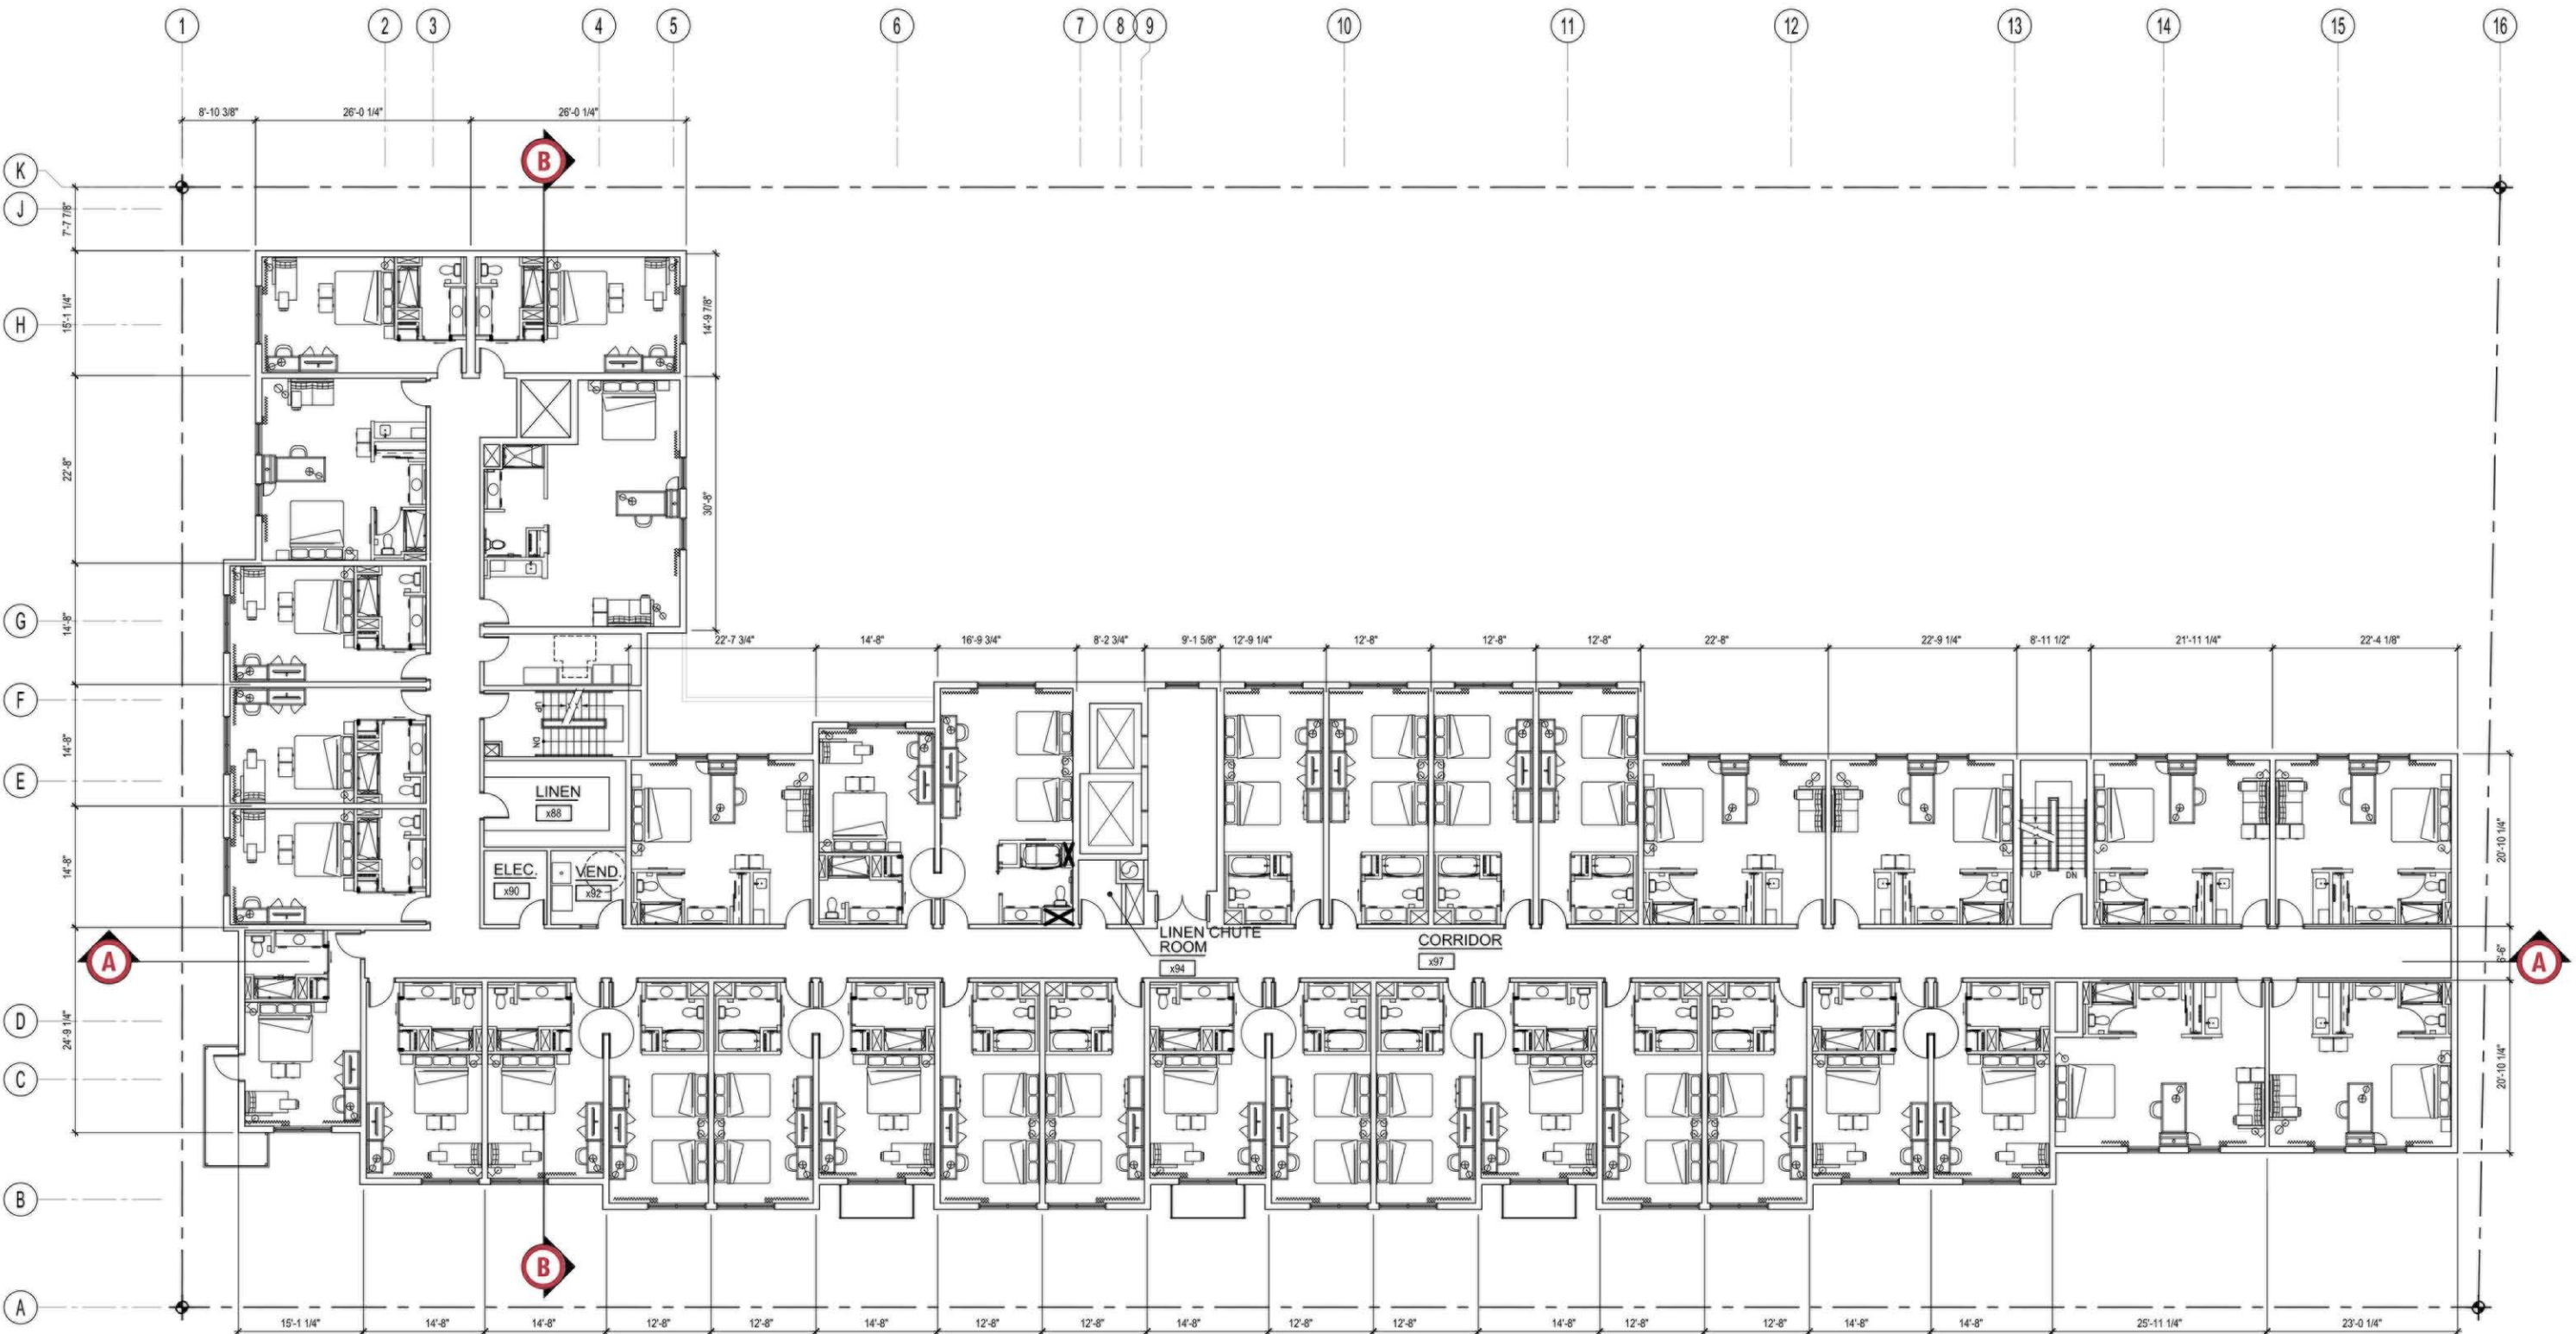 1 2 3 4 5 6 7 8 9 10 11 12 13 14 15 16
8'-10 3/8" 26'-0 1/4" 26'-0 1/4"
B
K
J
7'-7 7/8"
H
15'-1 1/4"
14'-9 7/8"
22'-8"
30'-8"
G
14'-8"
22'-7 3/4" 14'-8" 16'-9 3/4" 8'-2 3/4" 9'-1 5/8" 12'-9 1/4" 12'-8" 12'-8" 12'-8" 22'-8" 22'-9 1/4" 8'-11 1/2" 21'-11 1/4" 22'-4 1/8"
F
UP
DN
14'-8"
E
LINEN
x88
14'-8"
ELEC.
x90
VEND.
x92
20'-10 1/4"
UP DN
LINEN CHUTE
ROOM
x94
CORRIDOR
x97
A
A
8'-6"
D
24'-9 1/4"
C
20'-10 1/4"
B
B
A
15'-1 1/4" 14'-8" 14'-8" 12'-8" 12'-8" 14'-8" 12'-8" 12'-8" 14'-8" 12'-8" 12'-8" 14'-8" 12'-8" 12'-8" 14'-8" 14'-8" 25'-11 1/4" 23'-0 1/4"